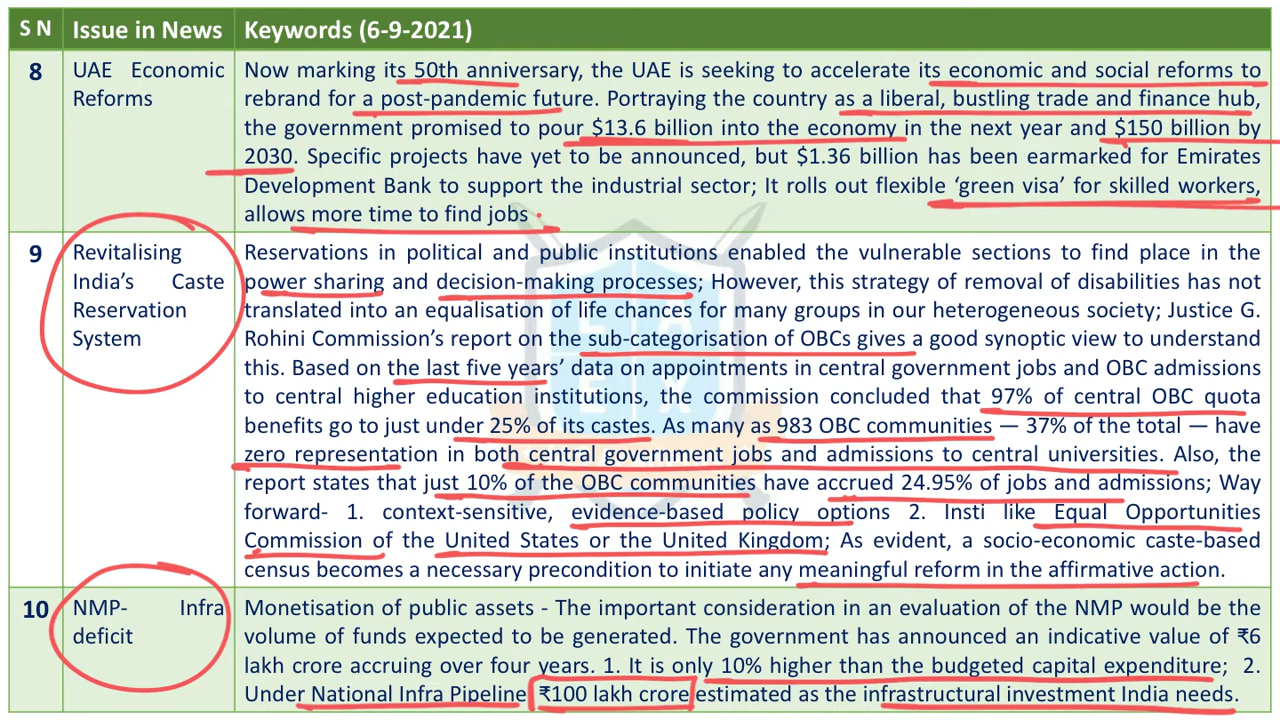 S N Issue in News Keywords (6-9-2021)
8 UAE Economic Reforms
Now marking its 50th anniversary, the UAE is seeking to accelerate its economic and social reforms to
rebrand for a post-pandemic future. Portraying the country as a liberal, bustling trade and finance hub,
the government promised to pour $13.6 billion into the economy in the next year and $150 billion by
2030. Specific projects have yet to be announced, but $1.36 billion has been earmarked for Emirates
Development Bank to support the industrial sector; It rolls out flexible ‘green visa’ for skilled workers,
allows more time to find jobs
9 Revitalising
India’s Caste
Reservation
System
Reservations in political and public institutions enabled the vulnerable sections to find place in the
power sharing and decision-making processes; However, this strategy of removal of disabilities has not
translated into an equalisation of life chances for many groups in our heterogeneous society; Justice G.
Rohini Commission’s report on the sub-categorisation of OBCs gives a good synoptic view to understand
this. Based on the last five years’ data on appointments in central government jobs and OBC admissions
to central higher education institutions, the commission concluded that 97% of central OBC quota
benefits go to just under 25% of its castes. As many as 983 OBC communities — 37% of the total — have
zero representation in both central government jobs and admissions to central universities. Also, the
report states that just 10% of the OBC communities have accrued 24.95% of jobs and admissions; Way
forward- 1. context-sensitive, evidence-based policy options 2. Insti like Equal Opportunities
Commission of the United States or the United Kingdom; As evident, a socio-economic caste-based
census becomes a necessary precondition to initiate any meaningful reform in the affirmative action.
10 NMP- Infra
deficit
Monetisation of public assets - The important consideration in an evaluation of the NMP would be the
volume of funds expected to be generated. The government has announced an indicative value of ₹6
lakh crore accruing over four years. 1. It is only 10% higher than the budgeted capital expenditure; 2.
Under National Infra Pipeline ₹100 lakh crore estimated as the infrastructural investment India needs.